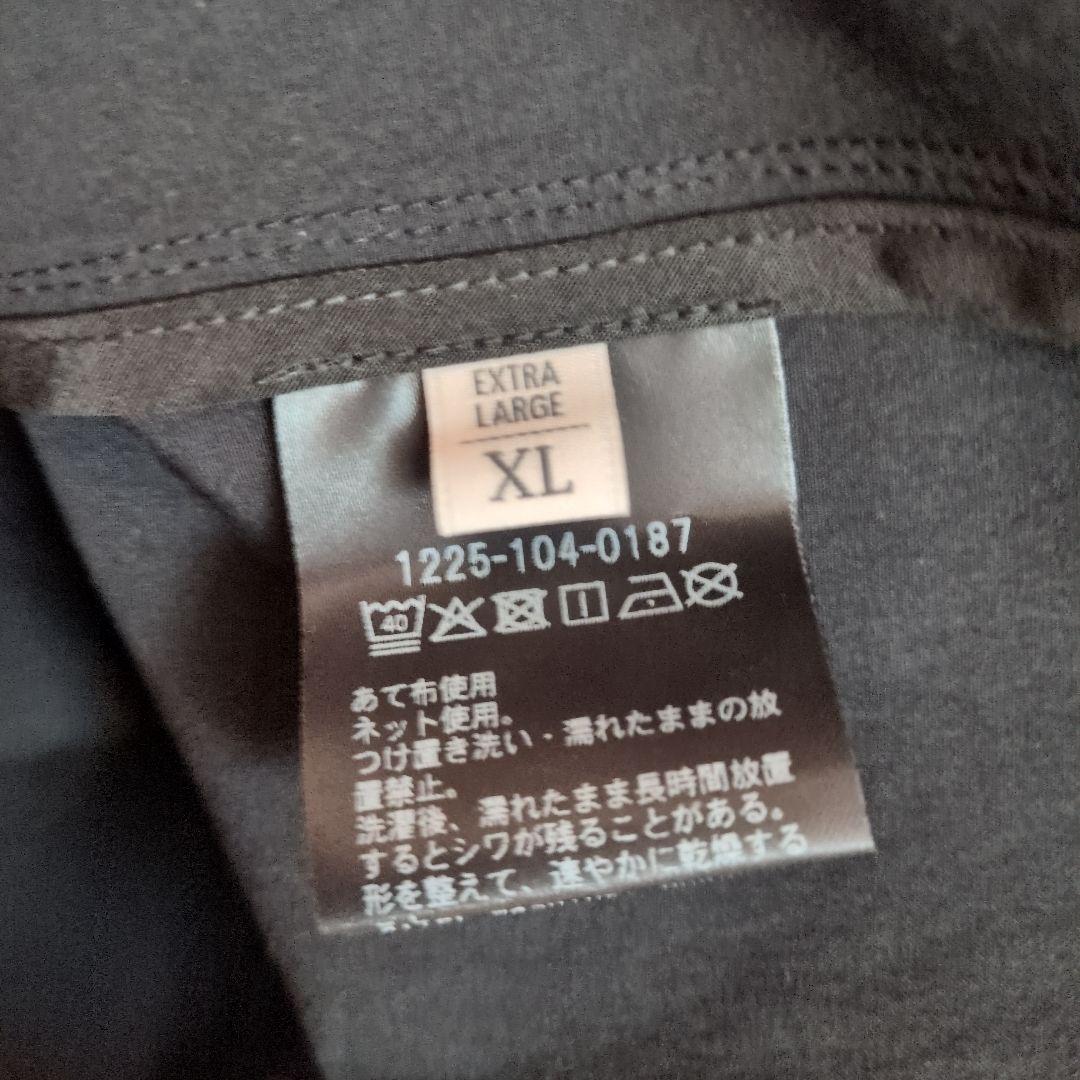 EXTRA
LARGE
XL
1225-104-0187
40
あて布使用
ネット使用。
つけ置き洗い・濡れたままの放
置禁止。
洗濯後、濡れたまま長時間放置
するとシワが残ることがある。
形を整えて、速やかに乾燥する